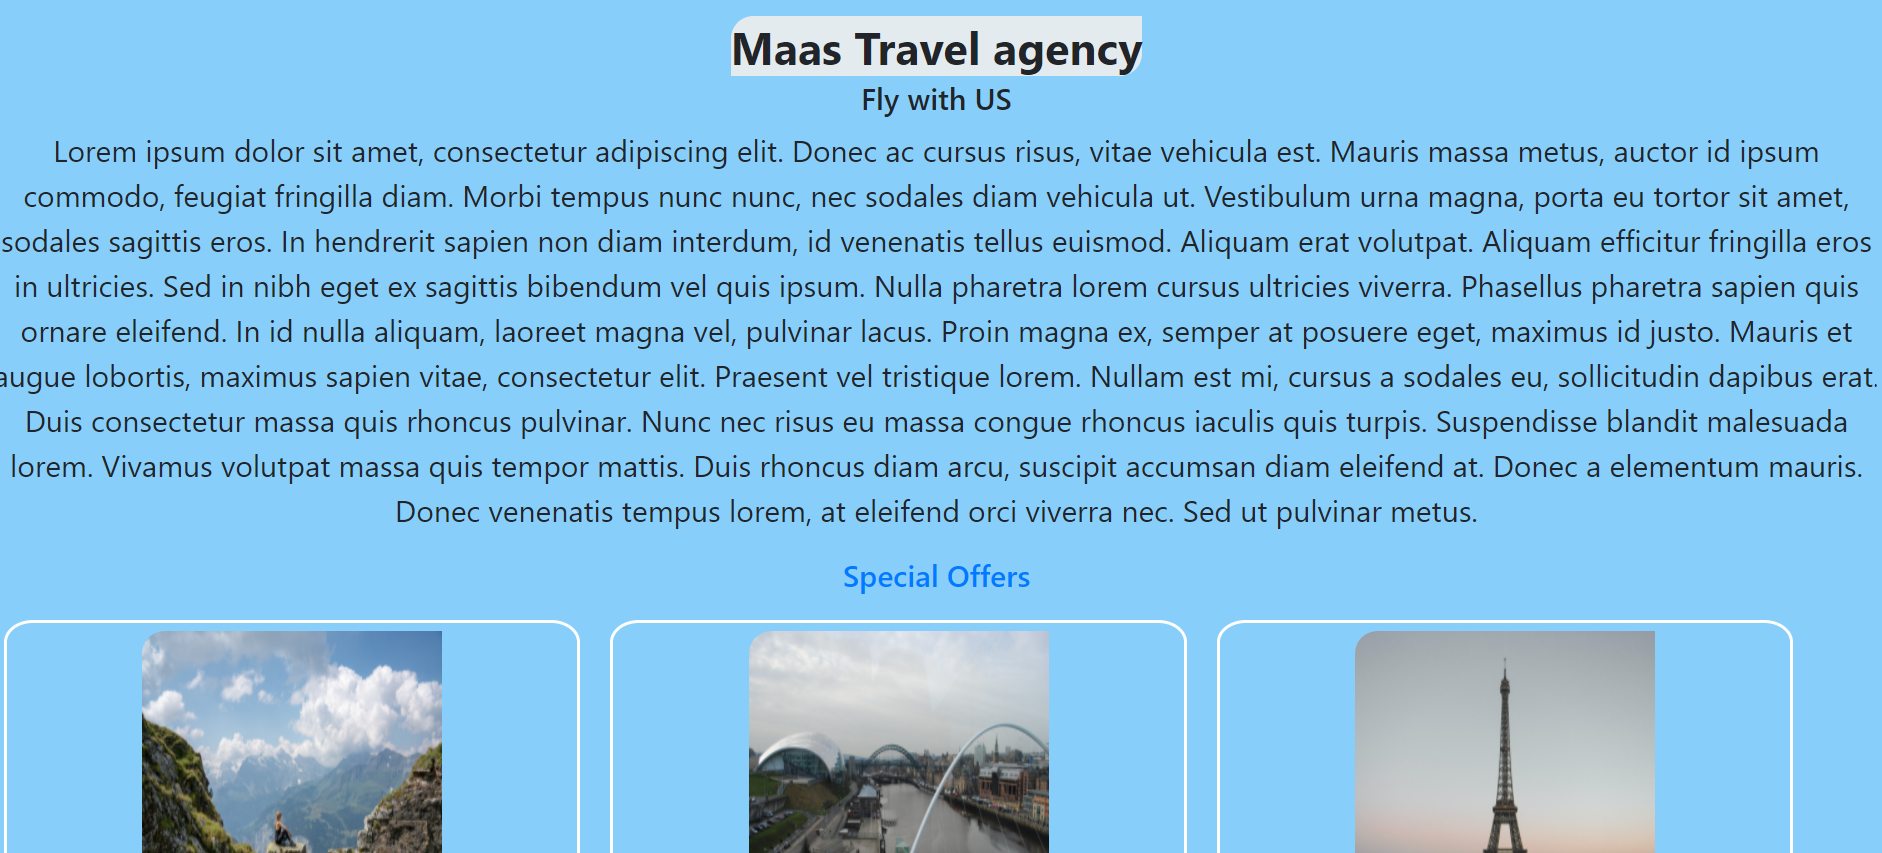 Maas Travel agency
Fly with US
Lorem ipsum dolor sit amet, consectetur adipiscing elit. Donec ac cursus risus, vitae vehicula est. Mauris massa metus, auctor id ipsum
commodo, feugiat fringilla diam. Morbi tempus nunc nunc, nec sodales diam vehicula ut. Vestibulum urna magna, porta eu tortor sit amet,
sodales sagittis eros. In hendrerit sapien non diam interdum, id venenatis tellus euismod. Aliquam erat volutpat. Aliquam efficitur fringilla eros
in ultricies. Sed in nibh eget ex sagittis bibendum vel quis ipsum. Nulla pharetra lorem cursus ultricies viverra. Phasellus pharetra sapien quis
ornare eleifend. In id nulla aliquam, laoreet magna vel, pulvinar lacus. Proin magna ex, semper at posuere eget, maximus id justo. Mauris et
augue lobortis, maximus sapien vitae, consectetur elit. Praesent vel tristique lorem. Nullam est mi, cursus a sodales eu, sollicitudin dapibus erat.
Duis consectetur massa quis rhoncus pulvinar. Nunc nec risus eu massa congue rhoncus iaculis quis turpis. Suspendisse blandit malesuada
lorem. Vivamus volutpat massa quis tempor mattis. Duis rhoncus diam arcu, suscipit accumsan diam eleifend at. Donec a elementum mauris.
Donec venenatis tempus lorem, at eleifend orci viverra nec. Sed ut pulvinar metus.
Special Offers